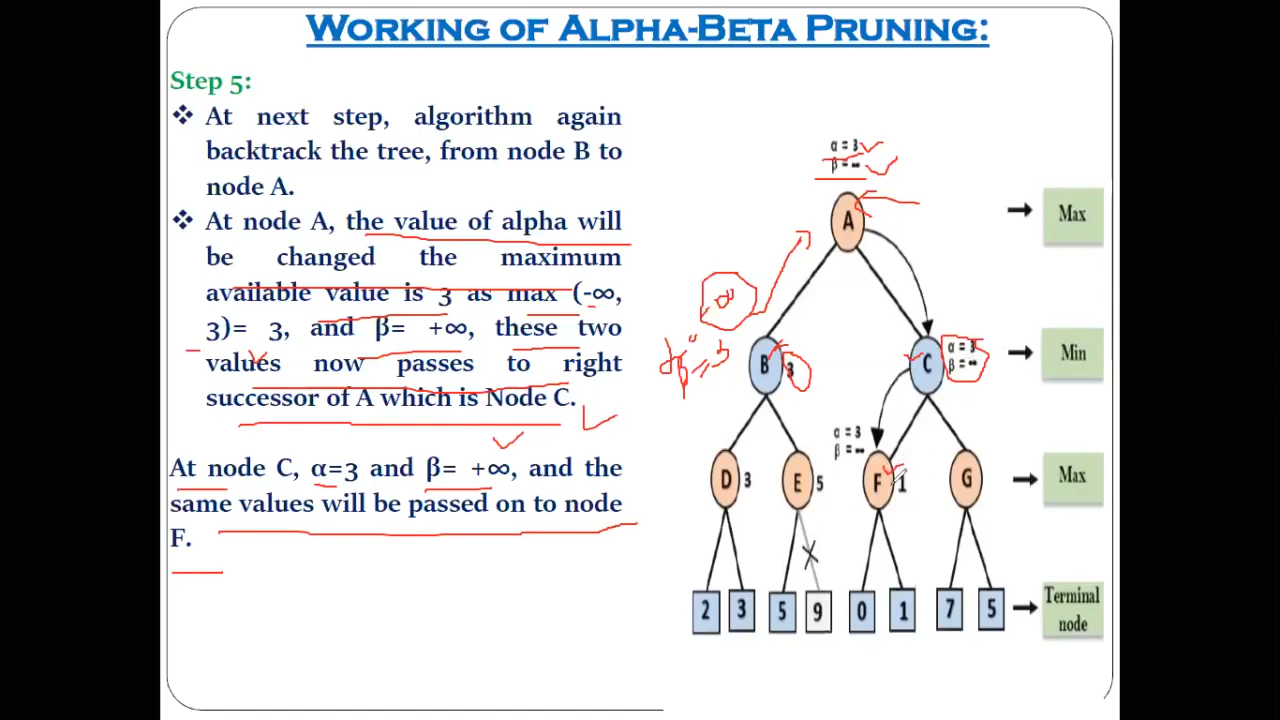 WORKING OF ALPHA-BETA PRUNING:
Step 5:
❖ At next step, algorithm again
backtrack the tree, from node B to
node A.
❖ At node A, the value of alpha will
be changed the maximum
available value is 3 as max (-∞,
3)= 3, and β= +∞, these two
values now passes to right
successor of A which is Node C.
At node C, α=3 and β= +∞, and the
same values will be passed on to node
F.
α = 3
β = ∞
A
Max
∞
β = 3
B
3
C
α = 3
β = ∞
Min
α = 3
β = ∞
D
3
E
5
F
1
G
Max
2
3
5
9
0
1
7
5
Terminal
node